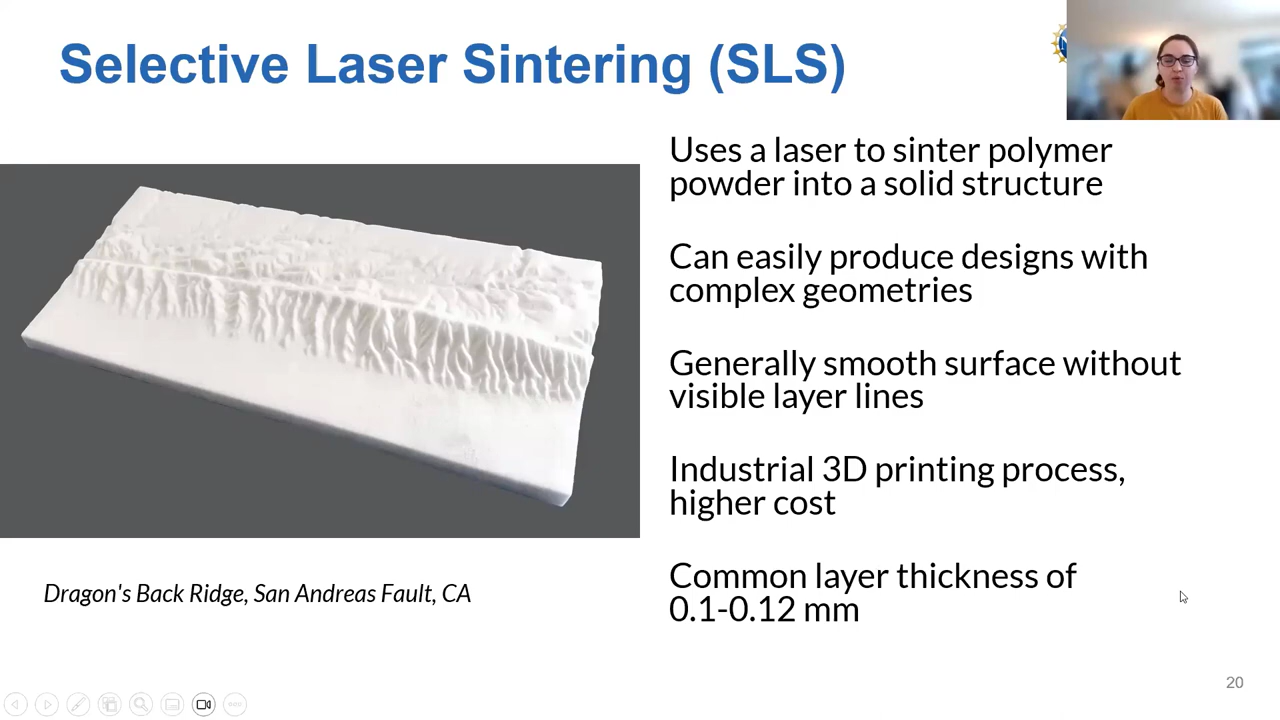 Selective Laser Sintering (SLS)
Uses a laser to sinter polymer
powder into a solid structure
Can easily produce designs with
complex geometries
Generally smooth surface without
visible layer lines
Industrial 3D printing process,
higher cost
Common layer thickness of
0.1-0.12 mm
Dragon's Back Ridge, San Andreas Fault, CA
20